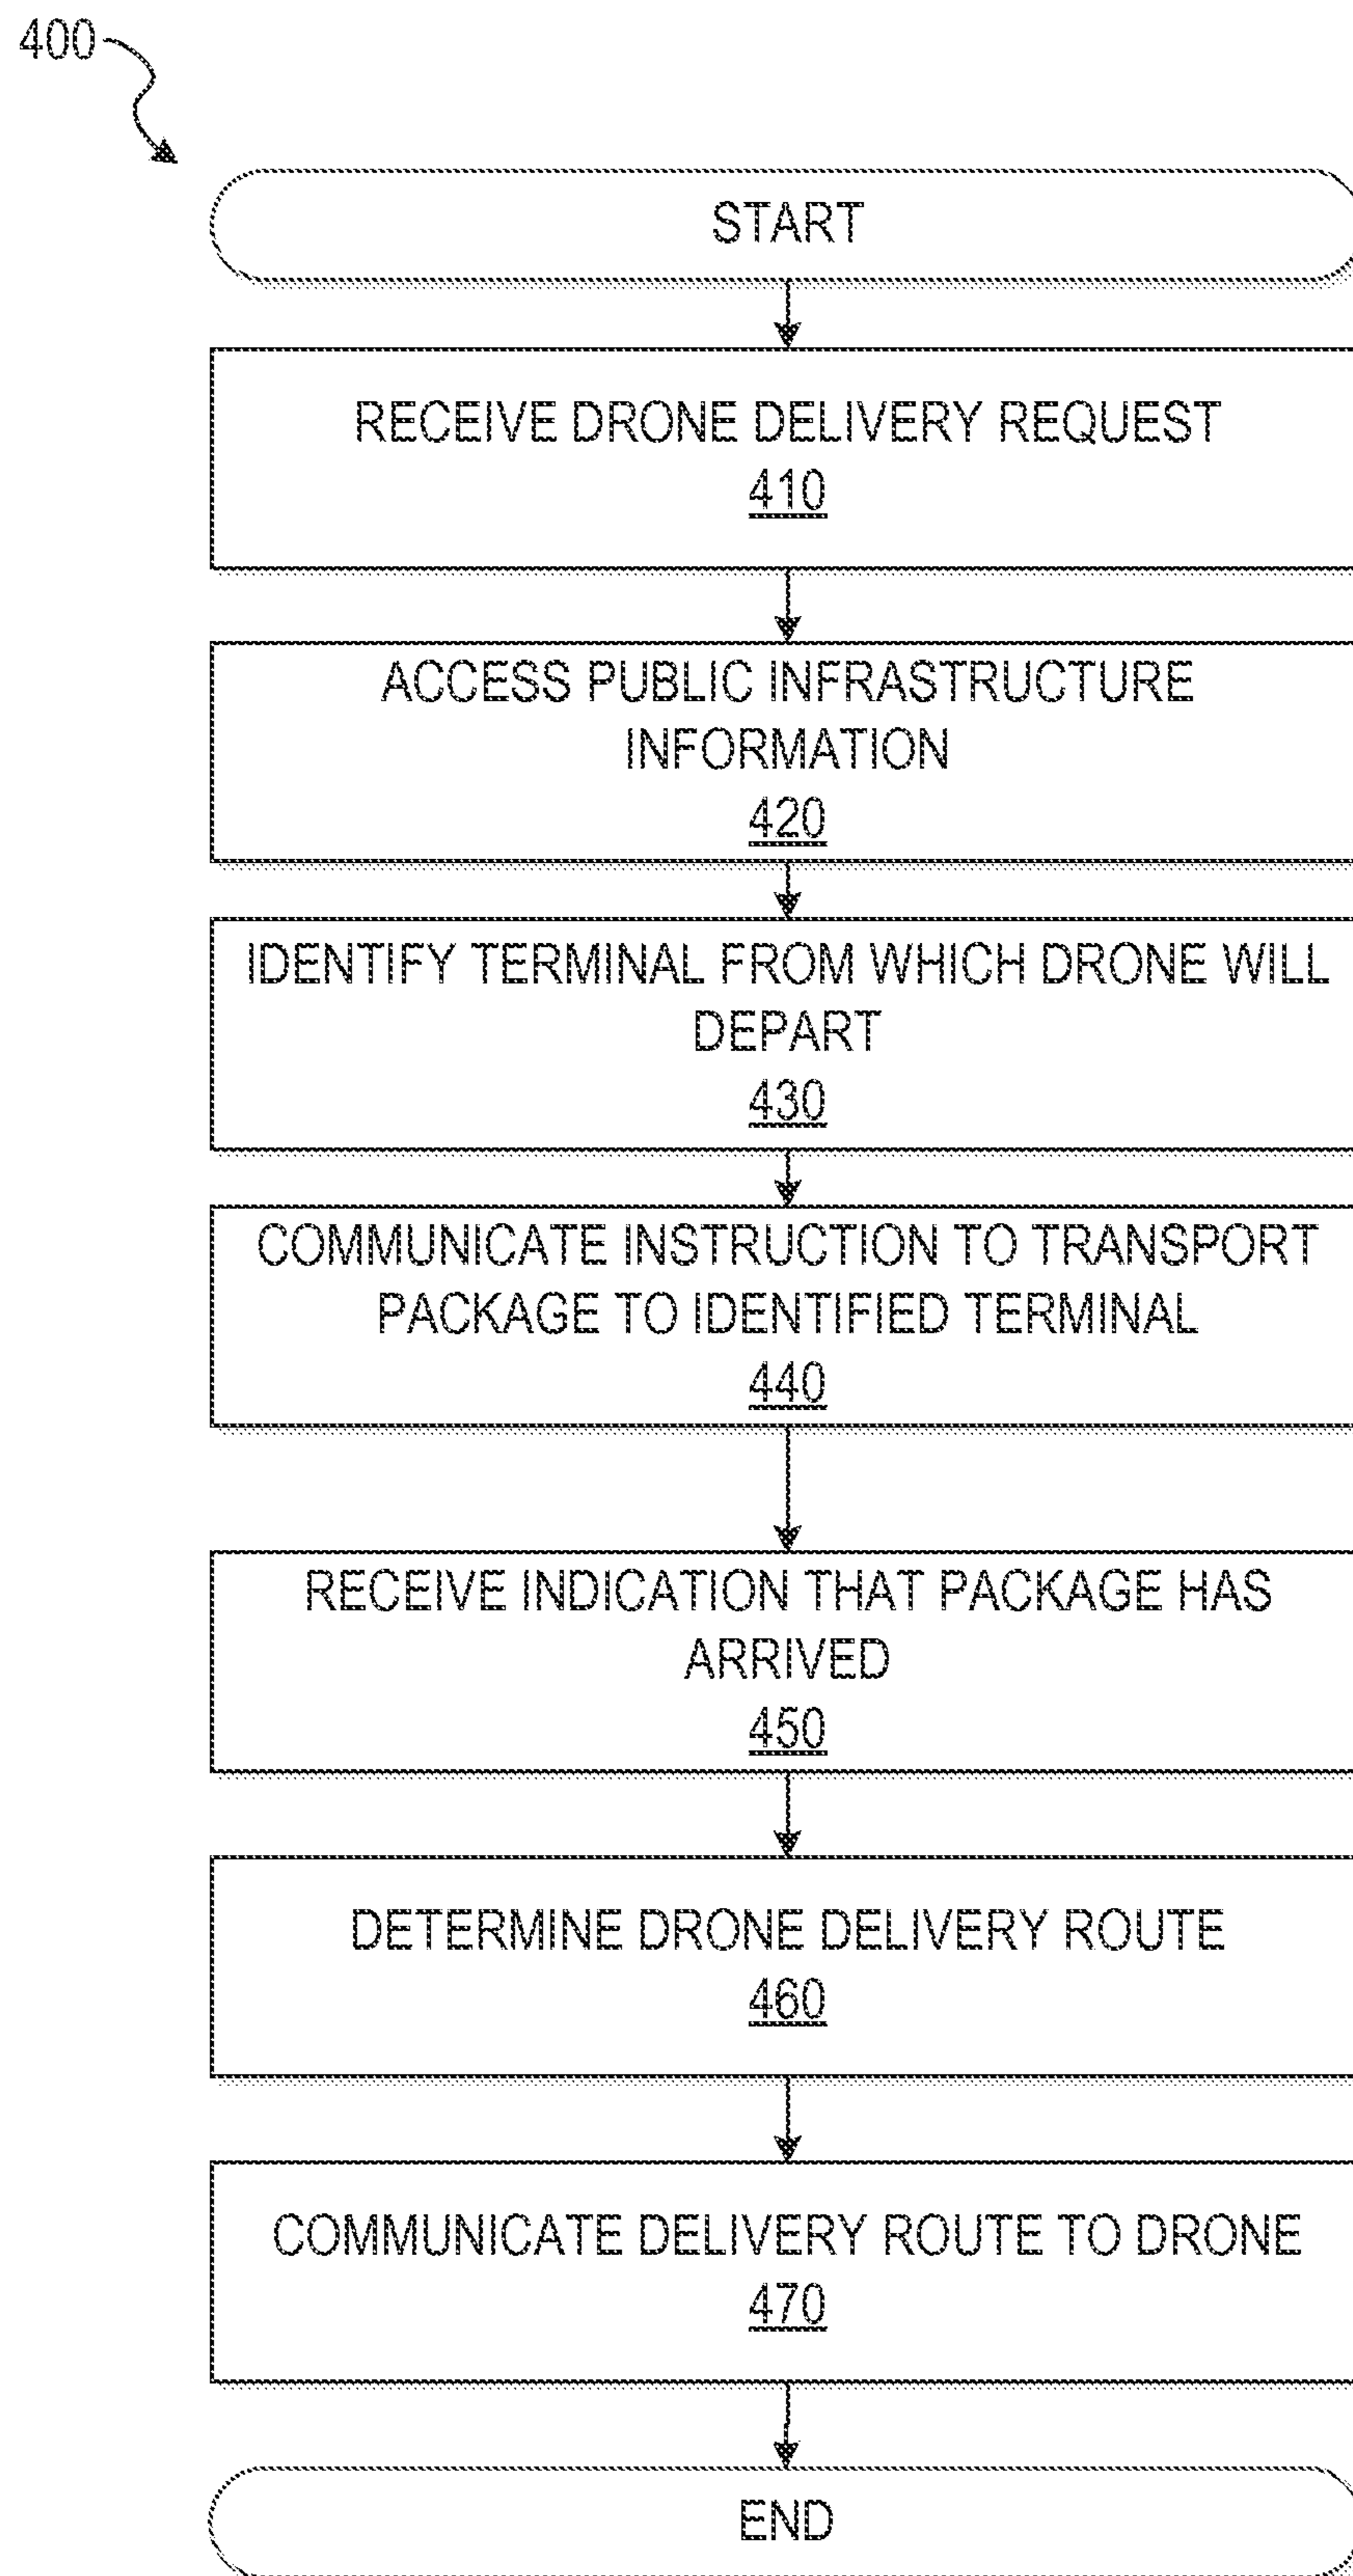 400
START
RECEIVE DRONE DELIVERY REQUEST
410
ACCESS PUBLIC INFRASTRUCTURE
INFORMATION
420
IDENTIFY TERMINAL FROM WHICH DRONE WILL
DEPART
430
COMMUNICATE INSTRUCTION TO TRANSPORT
PACKAGE TO IDENTIFIED TERMINAL
440
RECEIVE INDICATION THAT PACKAGE HAS
ARRIVED
450
DETERMINE DRONE DELIVERY ROUTE
460
COMMUNICATE DELIVERY ROUTE TO DRONE
470
END